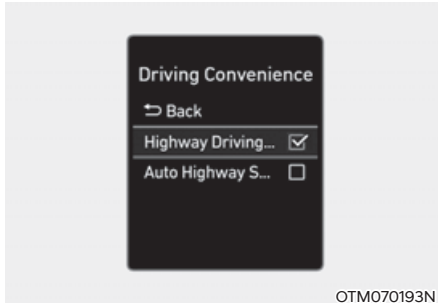 Driving Convenience
Back
Highway Driving...
Auto Highway S...
OTM070193N